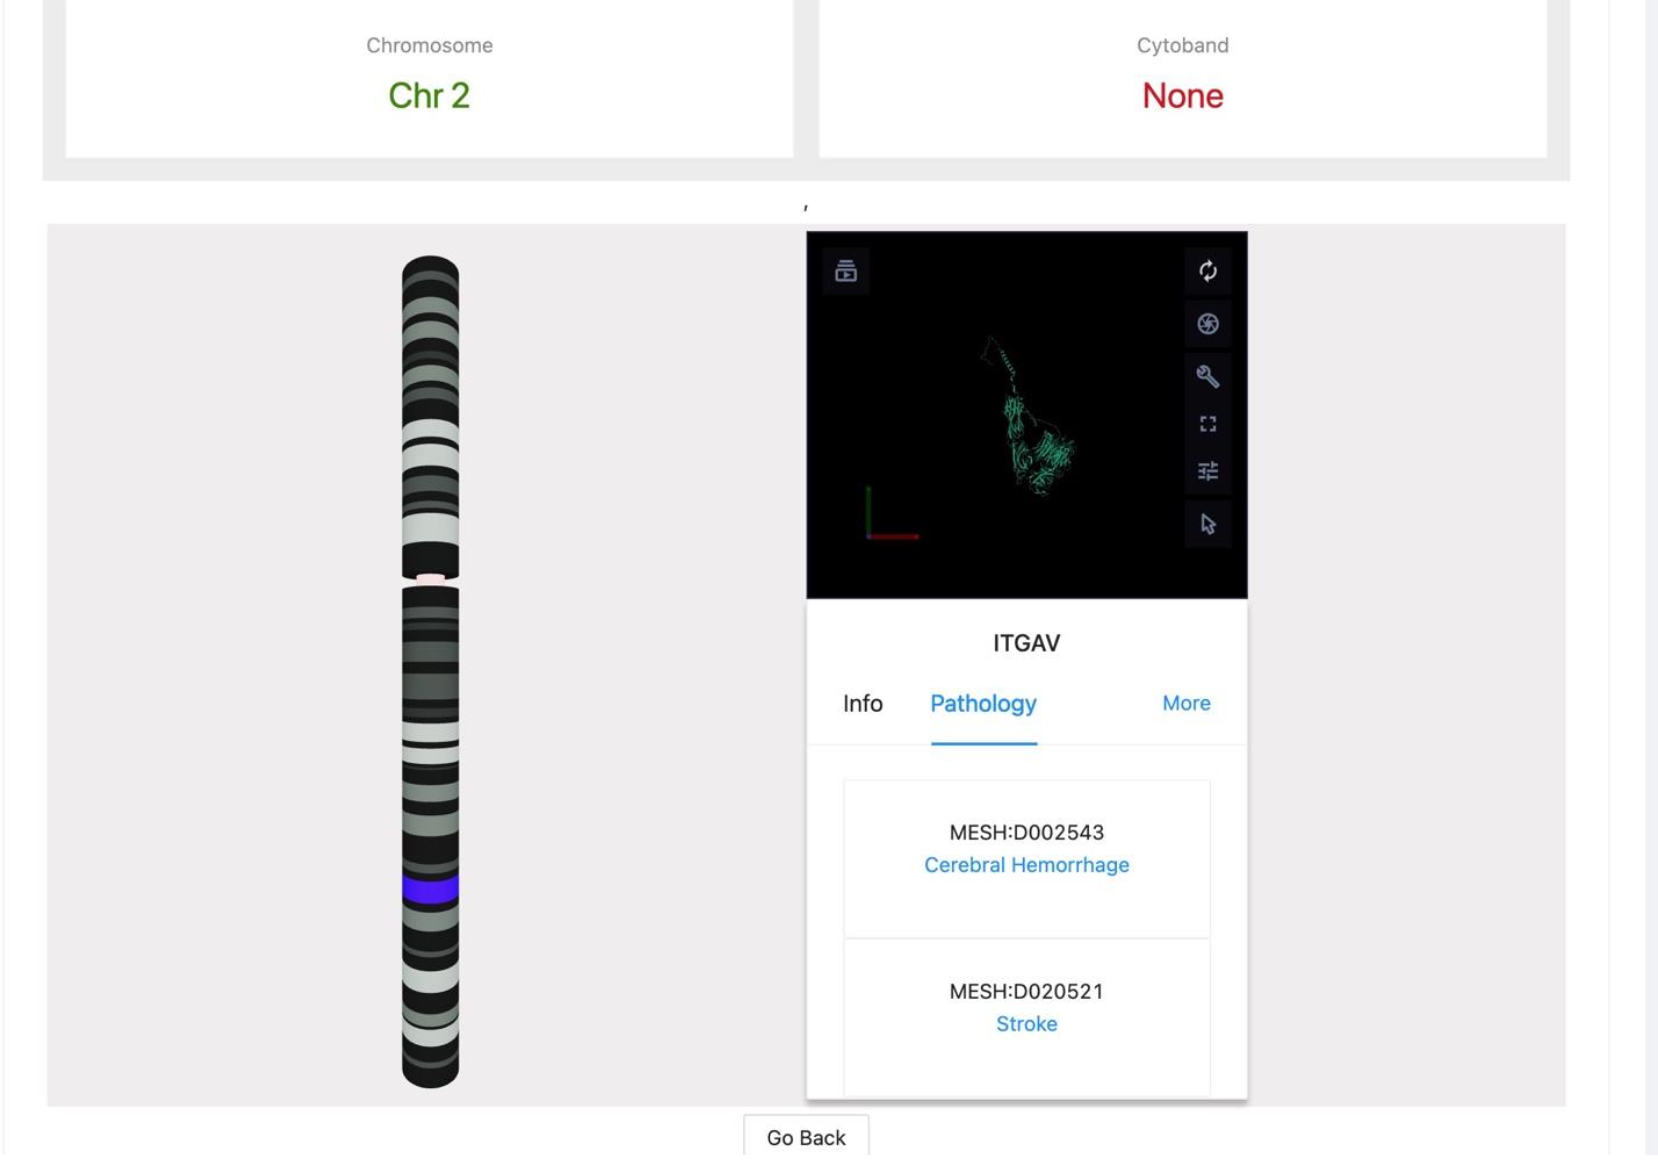 Chromosome
Chr 2
Cytoband
None
,
ITGAV
Info Pathology More
MESH:D002543
Cerebral Hemorrhage
MESH:D020521
Stroke
Go Back